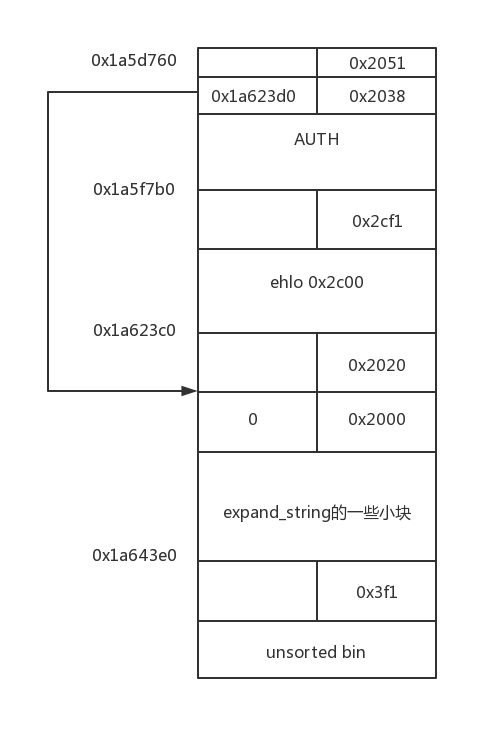 0x1a5d760
0x2051
0x1a623d0
0x2038
AUTH
0x1a5f7b0
0x2cf1
ehlo 0x2c00
0x1a623c0
0x2020
0
0x2000
expand_string的一些小块
0x1a643e0
0x3f1
unsorted bin